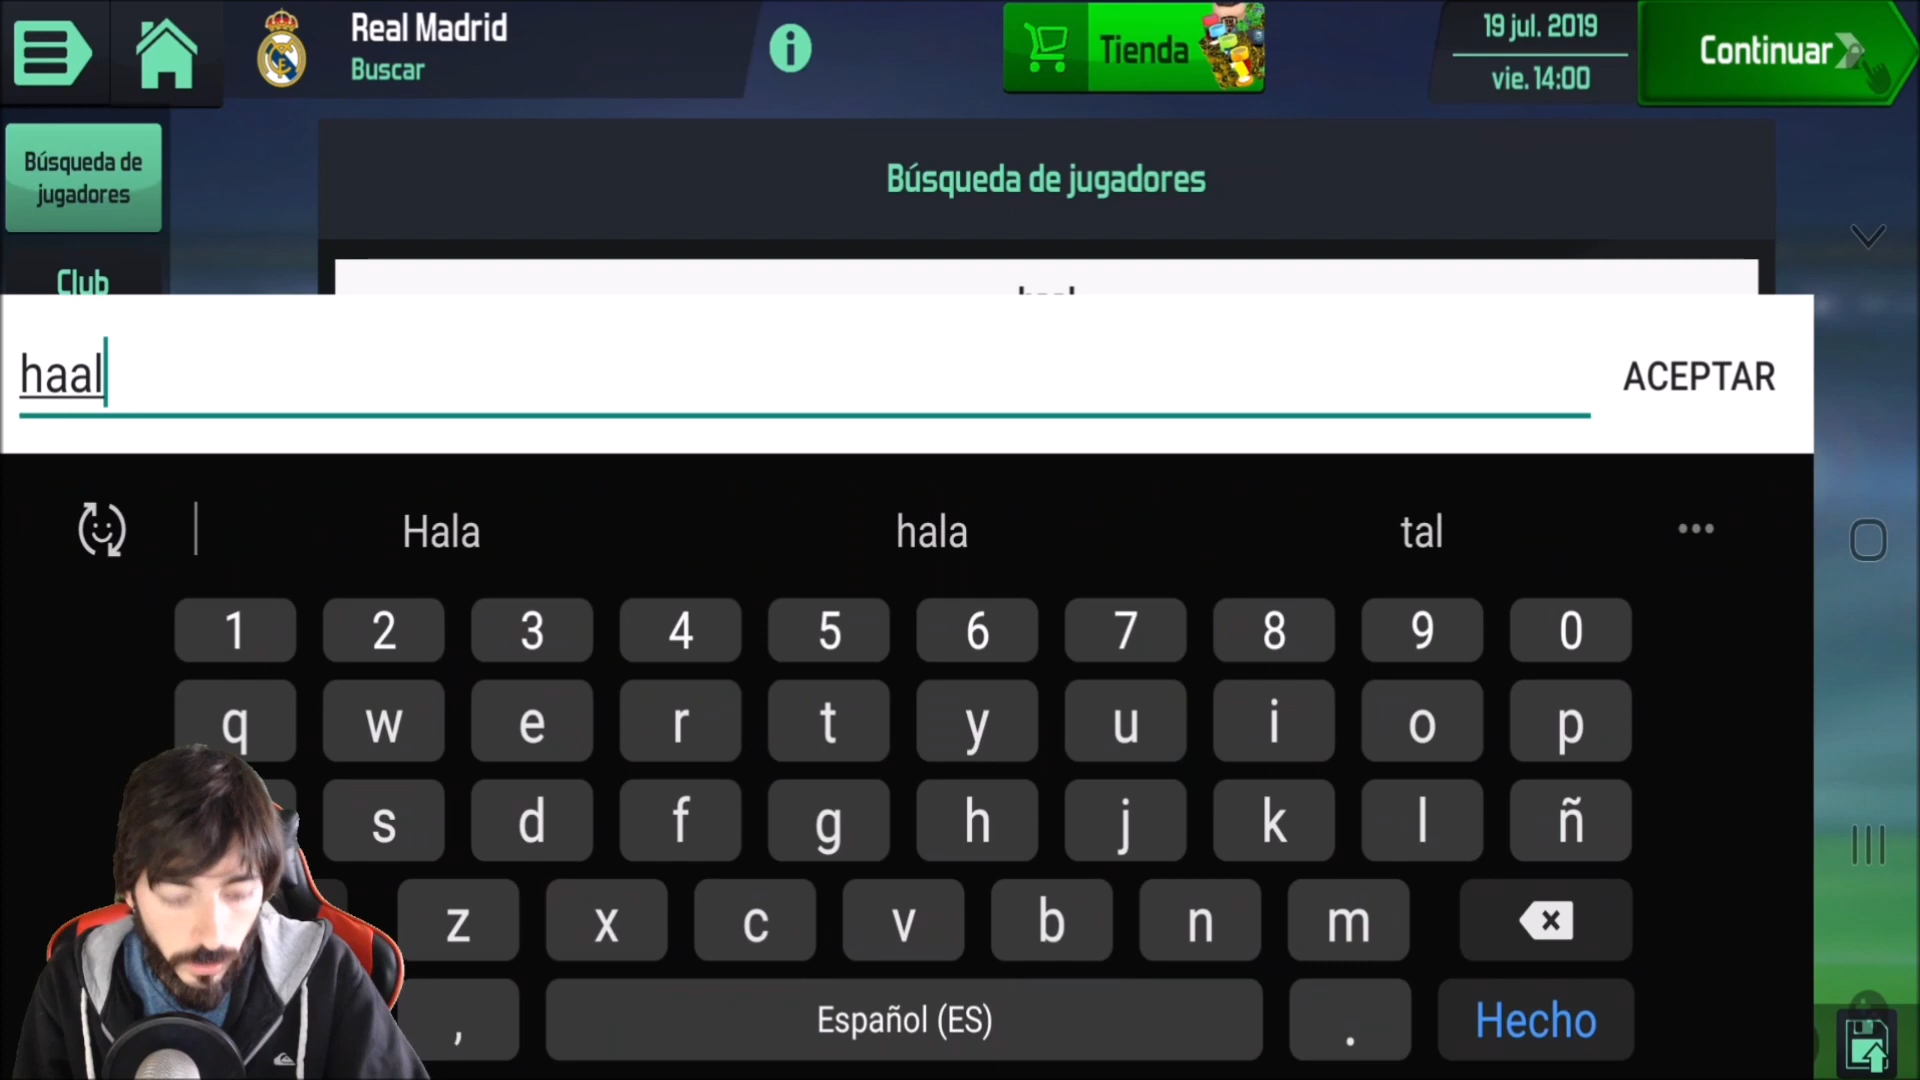 Real Madrid
Buscar
Tienda
19 jul. 2019
vie. 14:00
Continuar
Búsqueda de
jugadores
Búsqueda de jugadores
Club
haal
ACEPTAR
Hala hala tal
1 2 3 4 5 6 7 8 9 0
q w e r t y u i o p
s d f g h j k l ñ
z x c v b n m
, Español (ES) . Hecho